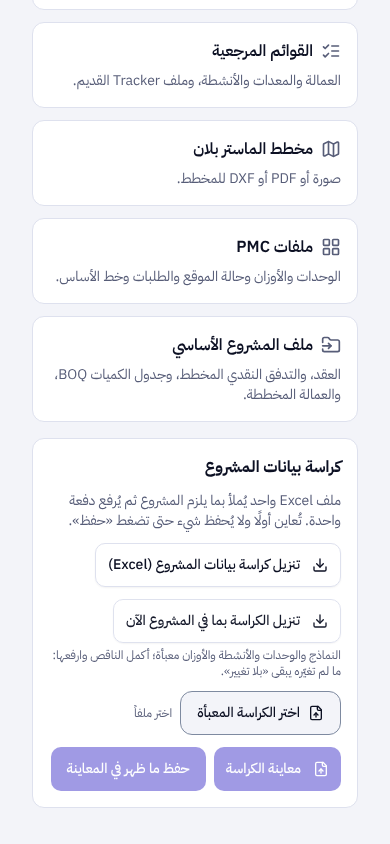 القوائم المرجعية
العمالة والمعدات والأنشطة، وملف Tracker القديم.
مخطط الماستر بلان
صورة أو PDF أو DXF للمخطط.
ملفات PMC
الوحدات والأوزان وحالة الموقع والطلبات وخط الأساس.
ملف المشروع الأساسي
العقد، والتدفق النقدي المخطط، وجدول الكميات BOQ،
والعمالة المخططة.
كراسة بيانات المشروع
ملف Excel واحد يُملأ بما يلزم المشروع ثم يُرفع دفعة
واحدة. تُعاين أولًا ولا يُحفظ شيء حتى تضغط «حفظ».
تنزيل كراسة بيانات المشروع (Excel)
تنزيل الكراسة بما في المشروع الآن
النماذج والوحدات والأنشطة والأوزان معبأة؛ أكمل الناقص وارفعها:
ما لم تغيّره يبقى «بلا تغيير».
اختر الكراسة المعبأة
اختر ملفاً
معاينة الكراسة
حفظ ما ظهر في المعاينة